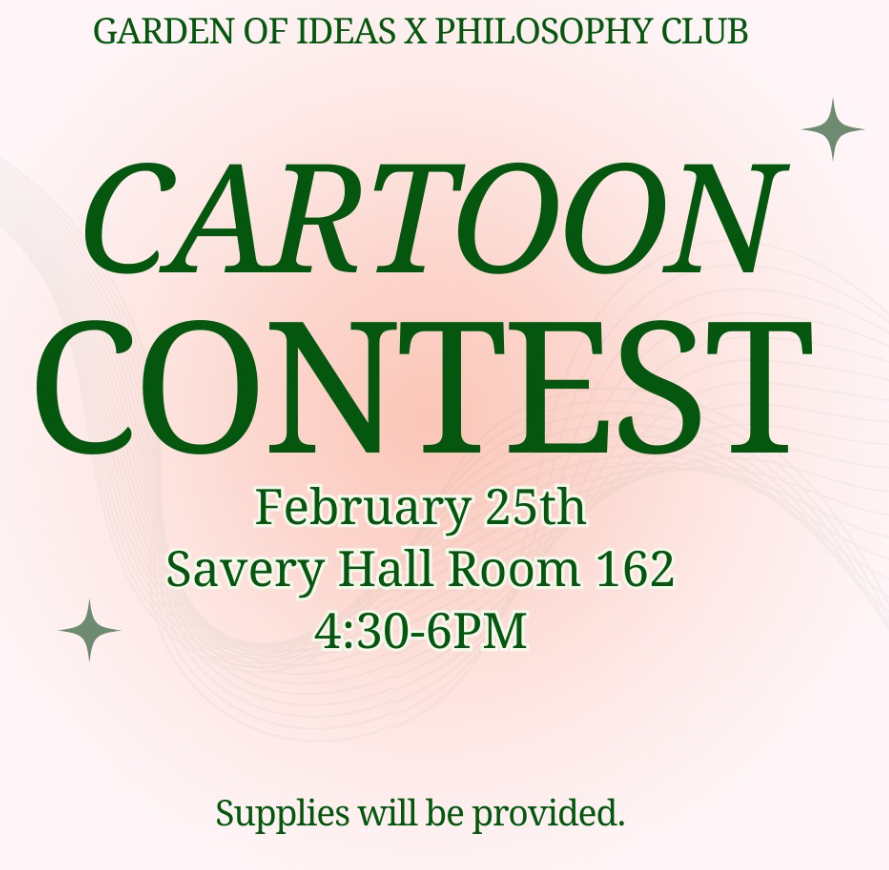 GARDEN OF IDEAS X PHILOSOPHY CLUB
CARTOON
CONTEST
February 25th
Savery Hall Room 162
4:30-6PM
Supplies will be provided.